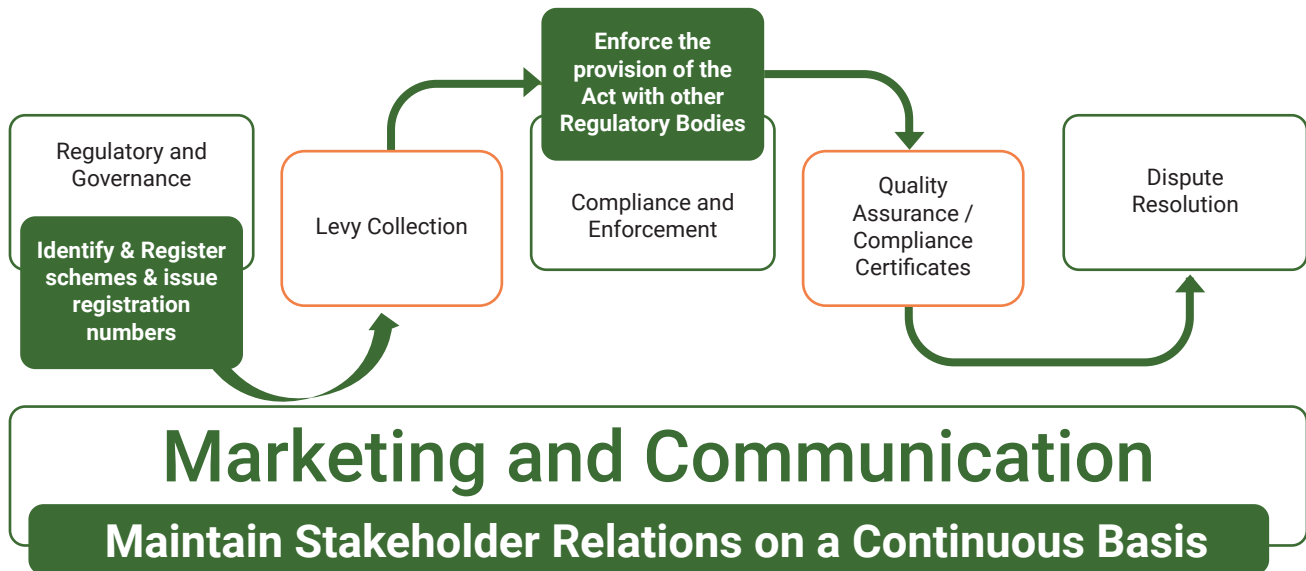 Regulatory and
Governance
Identify & Register
schemes & issue
registration
numbers
Levy Collection
Enforce the
provision of the
Act with other
Regulatory Bodies
Compliance and
Enforcement
Quality
Assurance /
Compliance
Certificates
Dispute
Resolution
Marketing and Communication
Maintain Stakeholder Relations on a Continuous Basis